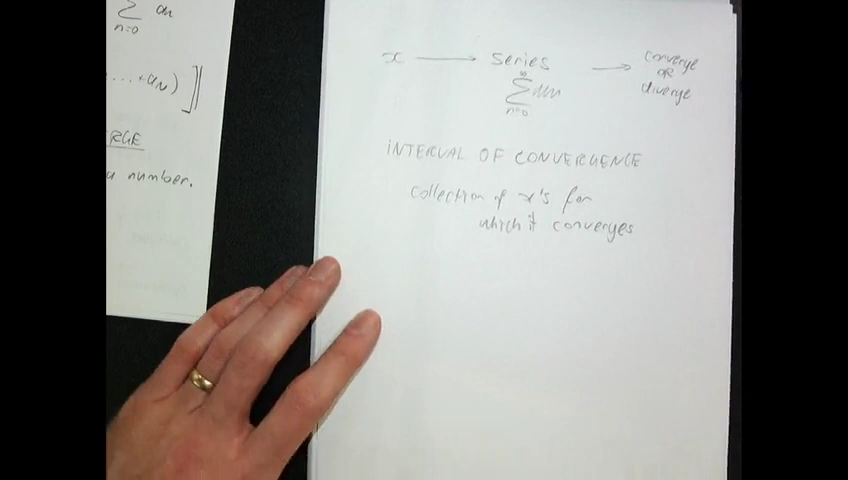 ∑ an
n=0
...+aN)]
RGE
a number.
x → series → converge
OR
diverge
∞
∑
n=0
INTERVAL OF CONVERGENCE
collection of x's for
which it converges